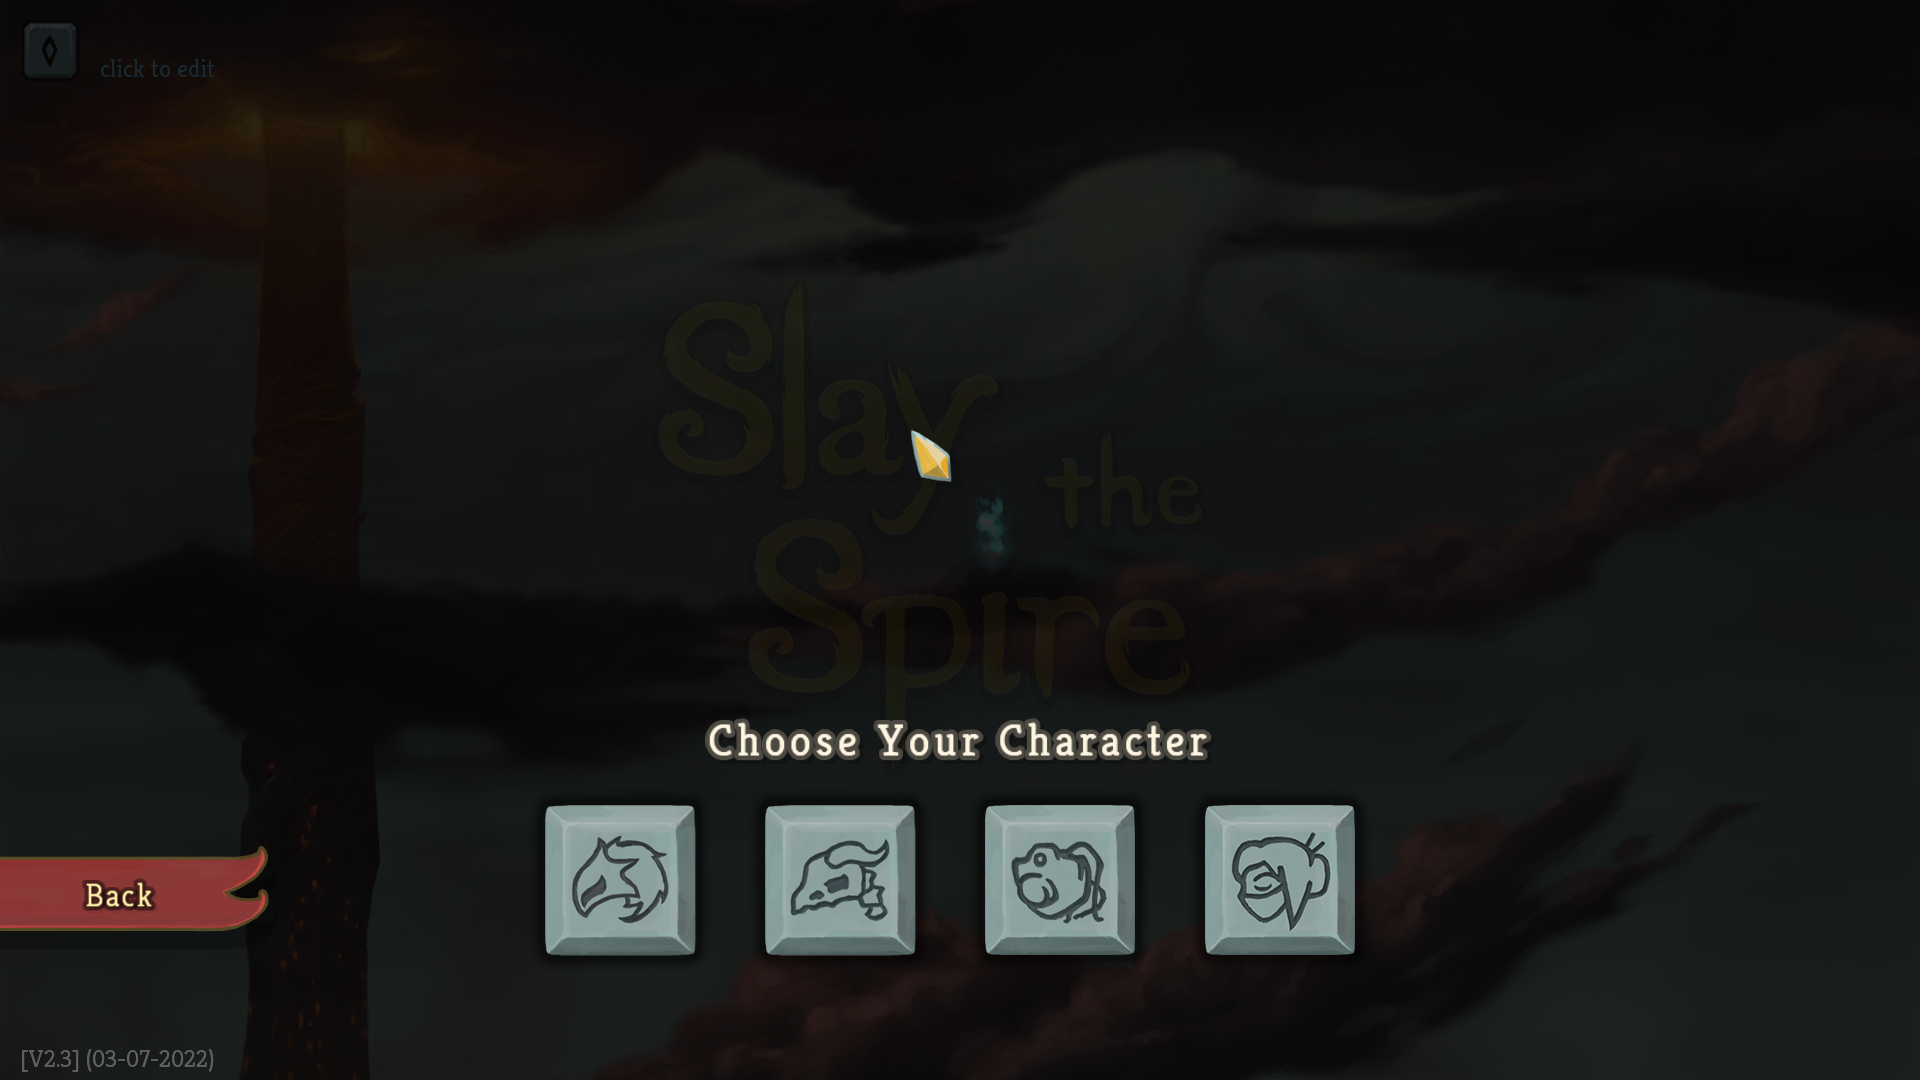 click to edit
Slay
the
Spire
Choose Your Character
Back
[V2.3] (03-07-2022)